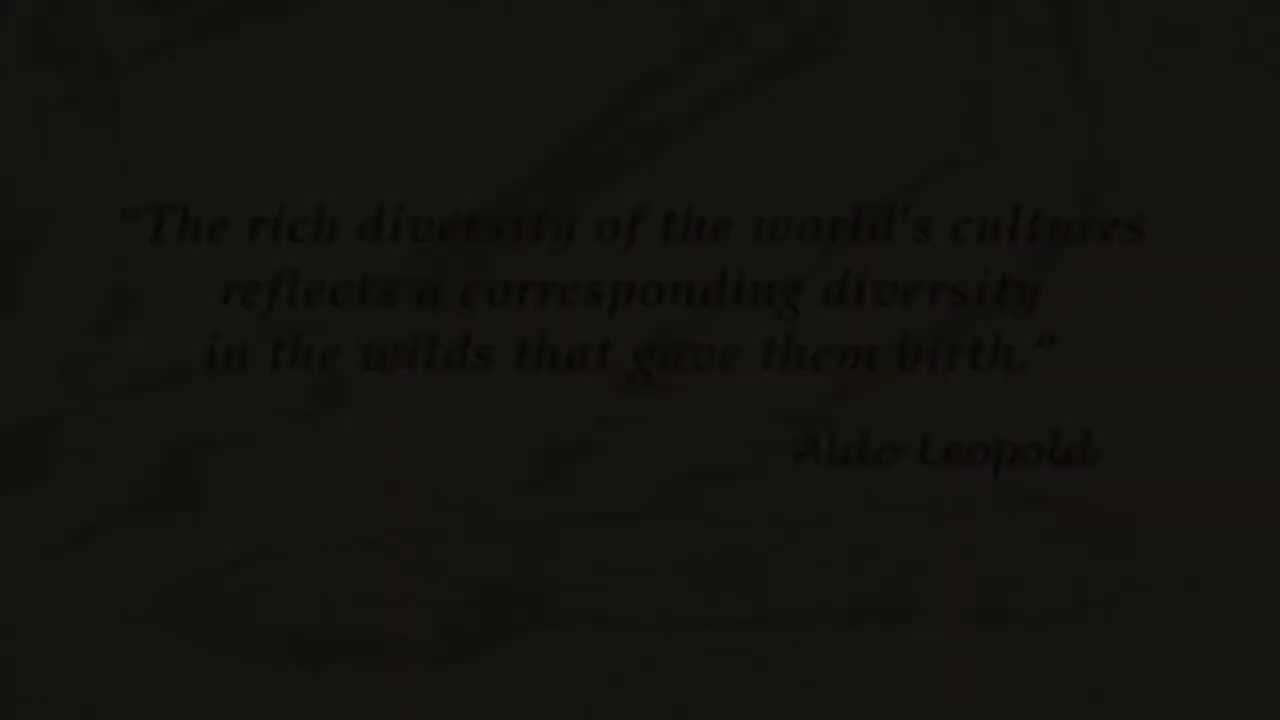 "The rich diversity of the world's cultures
reflects a corresponding diversity
in the wilds that gave them birth."
Aldo Leopold